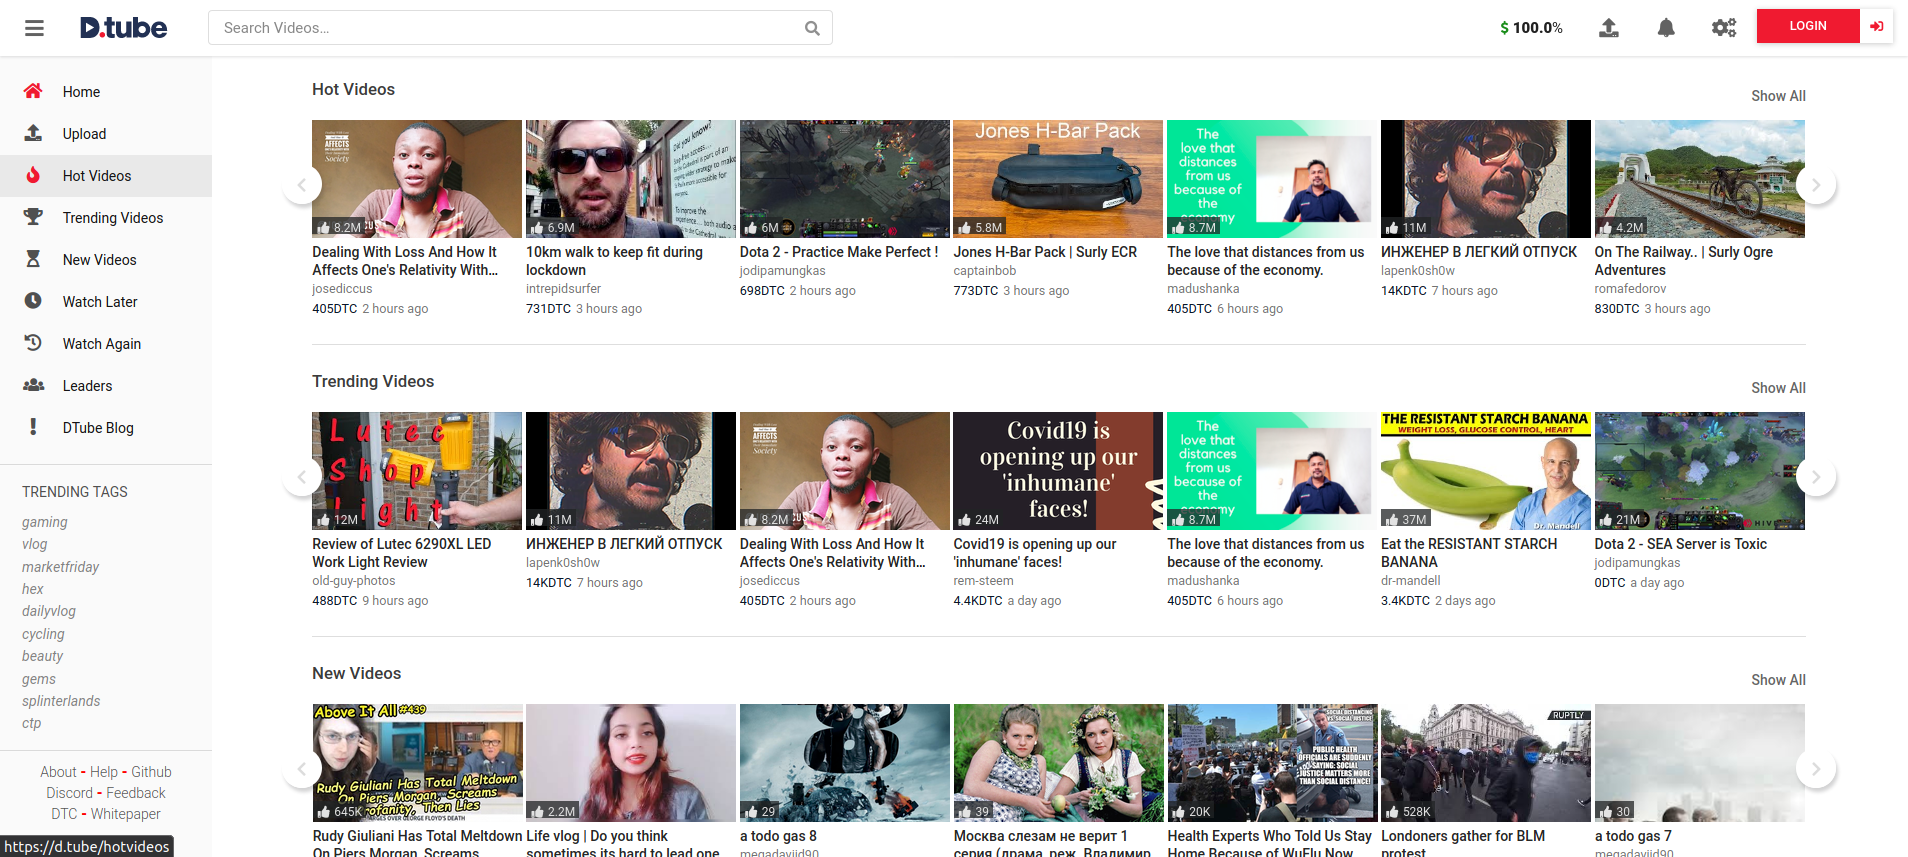 D.tube
Search Videos...
$ 100.0%
LOGIN
Home
Upload
Hot Videos
Trending Videos
New Videos
Watch Later
Watch Again
Leaders
DTube Blog
TRENDING TAGS
gaming
vlog
marketfriday
hex
dailyvlog
cycling
beauty
gems
splinterlands
ctp
About - Help - Github
Discord - Feedback
DTC - Whitepaper
https://d.tube/hotvideos
Hot Videos
Show All
AFFECTS
Society
8.2M
Dealing With Loss And How It
Affects One's Relativity With...
josediccus
405DTC 2 hours ago
Did you know?
6.9M
10km walk to keep fit during
lockdown
intrepidsurfer
731DTC 3 hours ago
6M
Dota 2 - Practice Make Perfect !
jodipamungkas
698DTC 2 hours ago
Jones H-Bar Pack
5.8M
Jones H-Bar Pack | Surly ECR
captainbob
773DTC 3 hours ago
The
love that
distances
from us
because of
the
economy
8.7M
The love that distances from us
because of the economy.
madushanka
405DTC 6 hours ago
11M
ИНЖЕНЕР В ЛЕГКИЙ ОТПУСК
lapenk0sh0w
14KDTC 7 hours ago
4.2M
On The Railway.. | Surly Ogre
Adventures
romafedorov
830DTC 3 hours ago
Trending Videos
Show All
Lutec
Shop
Light
12M
Review of Lutec 6290XL LED
Work Light Review
old-guy-photos
488DTC 9 hours ago
11M
ИНЖЕНЕР В ЛЕГКИЙ ОТПУСК
lapenk0sh0w
14KDTC 7 hours ago
AFFECTS
Society
8.2M
Dealing With Loss And How It
Affects One's Relativity With...
josediccus
405DTC 2 hours ago
Covid19 is
opening up our
'inhumane'
faces!
24M
Covid19 is opening up our
'inhumane' faces!
rem-steem
4.4KDTC a day ago
The
love that
distances
from us
because of
the
8.7M
The love that distances from us
because of the economy.
madushanka
405DTC 6 hours ago
THE RESISTANT STARCH BANANA
WEIGHT LOSS, GLUCOSE CONTROL, HEART
Dr. Mandell
37M
Eat the RESISTANT STARCH
BANANA
dr-mandell
3.4KDTC 2 days ago
HIVE
21M
Dota 2 - SEA Server is Toxic
jodipamungkas
0DTC a day ago
New Videos
Show All
Above It All #439
Rudy Giuliani Has Total Meltdown
On Piers Morgan, Screams
Profanity, Then Lies
645K
Rudy Giuliani Has Total Meltdown
On Piers Morgan, Screams
2.2M
Life vlog | Do you think
sometimes its hard to lead one
29
a todo gas 8
megadavjid90
39
Москва слезам не верит 1
серия (драма, реж. Владимир
SOCIAL DISTANCING
VS. SOCIAL JUSTICE
PUBLIC HEALTH
OFFICIALS ARE SUDDENLY
SAYING: SOCIAL
JUSTICE MATTERS MORE
THAN SOCIAL DISTANCE!
20K
Health Experts Who Told Us Stay
Home Because of WuFlu Now
RUPTLY
528K
Londoners gather for BLM
protest
30
a todo gas 7
megadavjid90